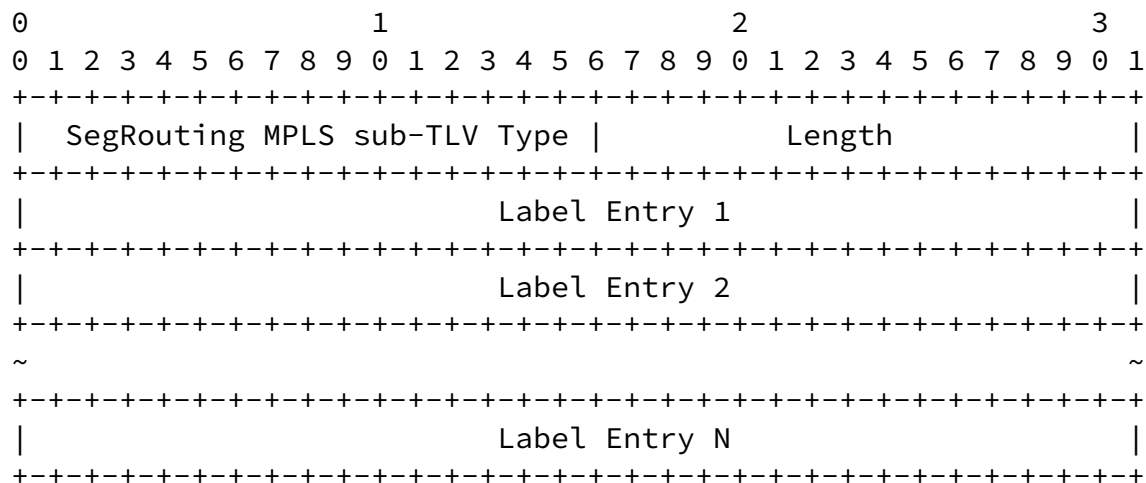 0                   1                   2                   3
 0 1 2 3 4 5 6 7 8 9 0 1 2 3 4 5 6 7 8 9 0 1 2 3 4 5 6 7 8 9 0 1
+-+-+-+-+-+-+-+-+-+-+-+-+-+-+-+-+-+-+-+-+-+-+-+-+-+-+-+-+-+-+-+
|  SegRouting MPLS sub-TLV Type |          Length               |
+-+-+-+-+-+-+-+-+-+-+-+-+-+-+-+-+-+-+-+-+-+-+-+-+-+-+-+-+-+-+-+
|                          Label Entry 1                        |
+-+-+-+-+-+-+-+-+-+-+-+-+-+-+-+-+-+-+-+-+-+-+-+-+-+-+-+-+-+-+-+
|                          Label Entry 2                        |
+-+-+-+-+-+-+-+-+-+-+-+-+-+-+-+-+-+-+-+-+-+-+-+-+-+-+-+-+-+-+-+
~                                                               ~
+-+-+-+-+-+-+-+-+-+-+-+-+-+-+-+-+-+-+-+-+-+-+-+-+-+-+-+-+-+-+-+
|                          Label Entry N                        |
+-+-+-+-+-+-+-+-+-+-+-+-+-+-+-+-+-+-+-+-+-+-+-+-+-+-+-+-+-+-+-+